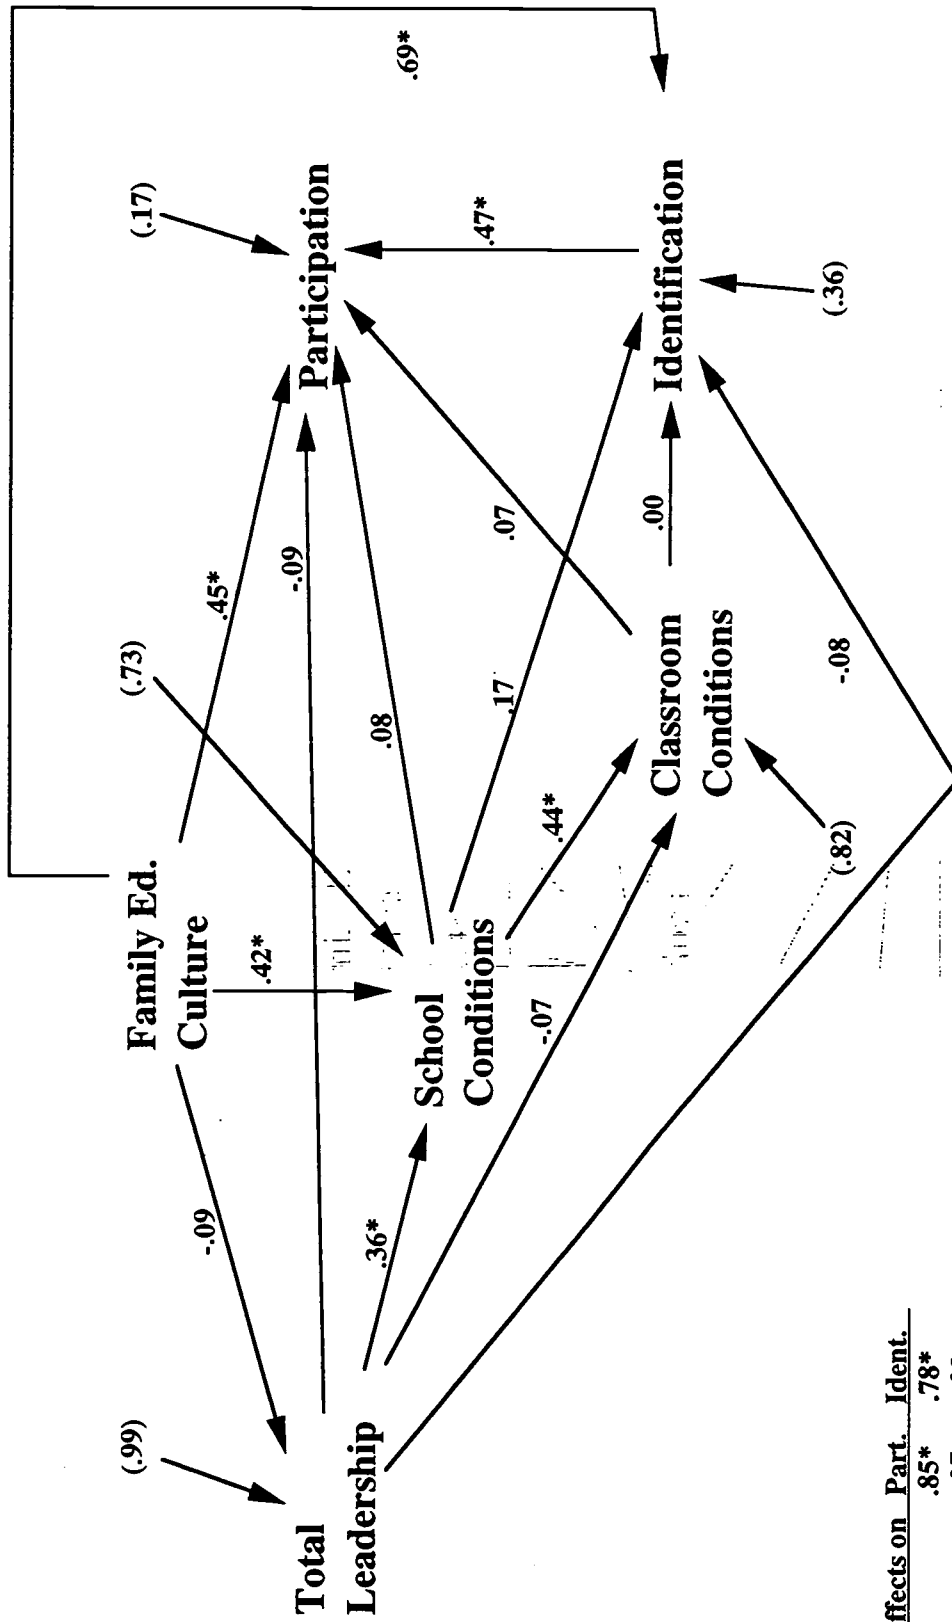 Family Ed.
Culture
Total
Leadership
School
Conditions
Classroom
Conditions
Participation
Identification
(.99)
(.73)
(.17)
(.82)
(.36)
-.09
.42*
.45*
.69*
-.09
.36*
.08
.07
.47*
.17
.44*
-.07
.00
-.08
ffects on Part. Ident.
.85* .78*